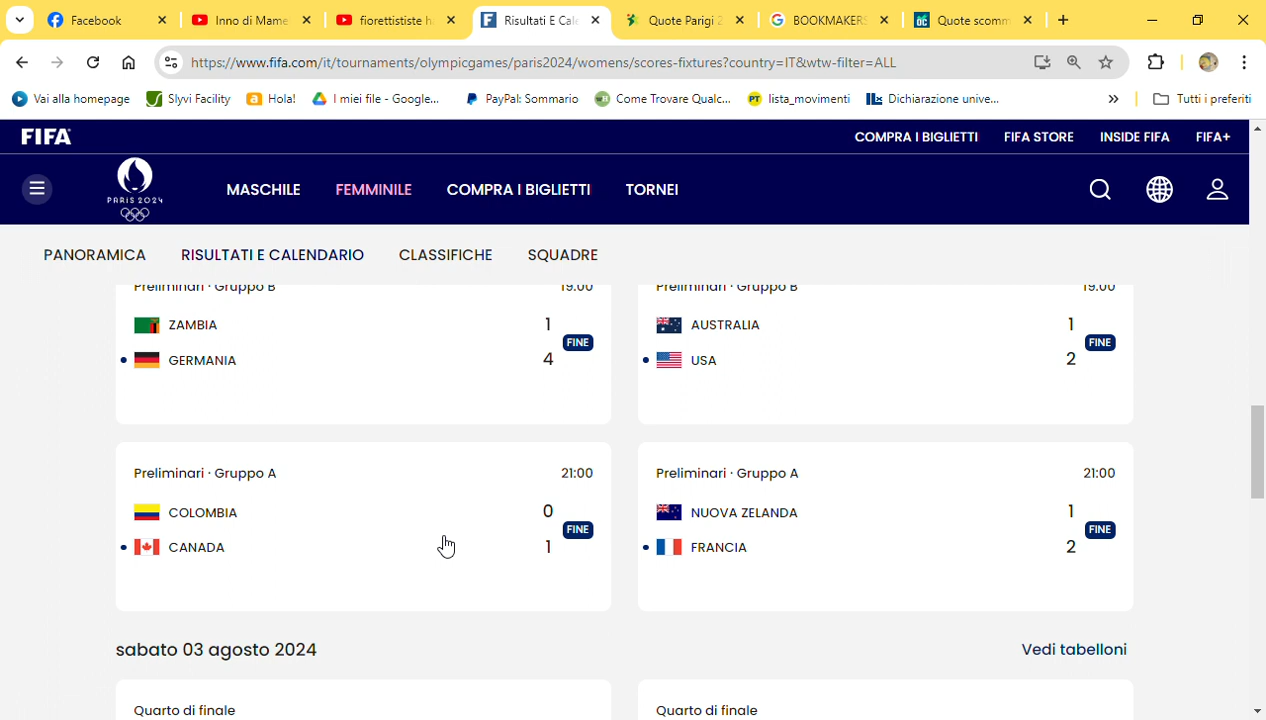 Facebook
Inno di Mame
fiorettistite h
Risultati E Cale
Quote Parigi 2
BOOKMAKERS
Quote scomm
https://www.fifa.com/it/tournaments/olympicgames/paris2024/womens/scores-fixtures?country=IT&wtw-filter=ALL
Vai alla homepage
Slyvi Facility
Hola!
I miei file - Google...
PayPal: Sommario
Come Trovare Qualc...
PT lista_movimenti
Dichiarazione unive...
»
Tutti i preferiti
FIFA
COMPRA I BIGLIETTI
FIFA STORE
INSIDE FIFA
FIFA+
PARIS 2024
MASCHILE
FEMMINILE
COMPRA I BIGLIETTI
TORNEI
PANORAMICA
RISULTATI E CALENDARIO
CLASSIFICHE
SQUADRE
Preliminari · Gruppo B 19:00
ZAMBIA 1
FINE
GERMANIA 4
Preliminari · Gruppo B 19:00
AUSTRALIA 1
FINE
USA 2
Preliminari · Gruppo A 21:00
COLOMBIA 0
FINE
CANADA 1
Preliminari · Gruppo A 21:00
NUOVA ZELANDA 1
FINE
FRANCIA 2
sabato 03 agosto 2024
Vedi tabelloni
Quarto di finale
Quarto di finale